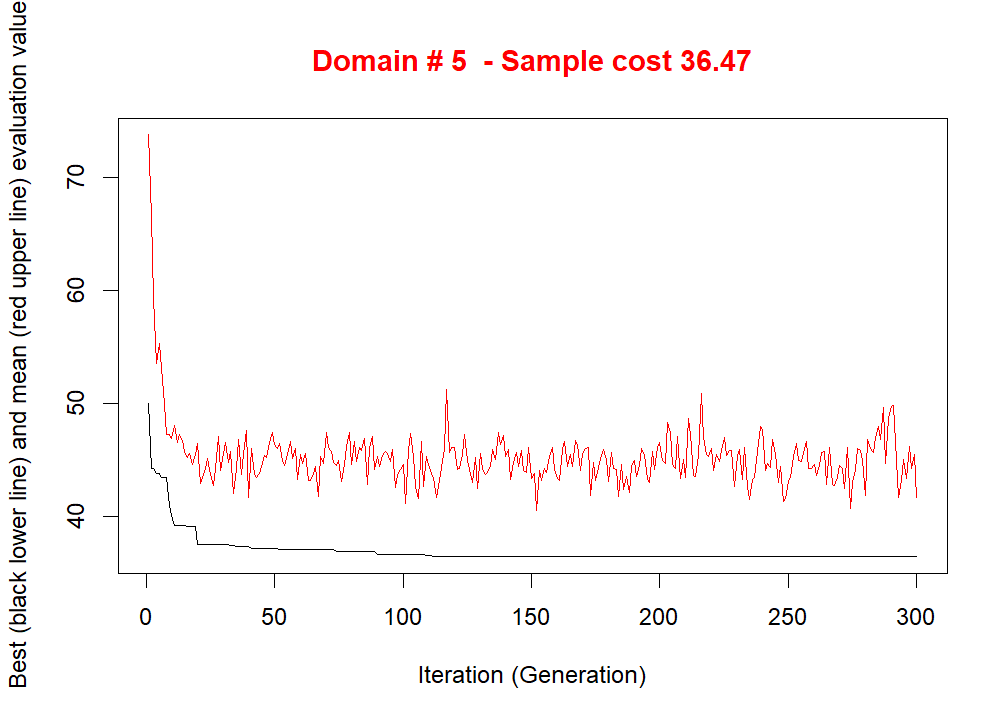 Domain # 5  - Sample cost 36.47
Best (black lower line) and mean (red upper line) evaluation value
70
60
50
40
0 50 100 150 200 250 300
Iteration (Generation)